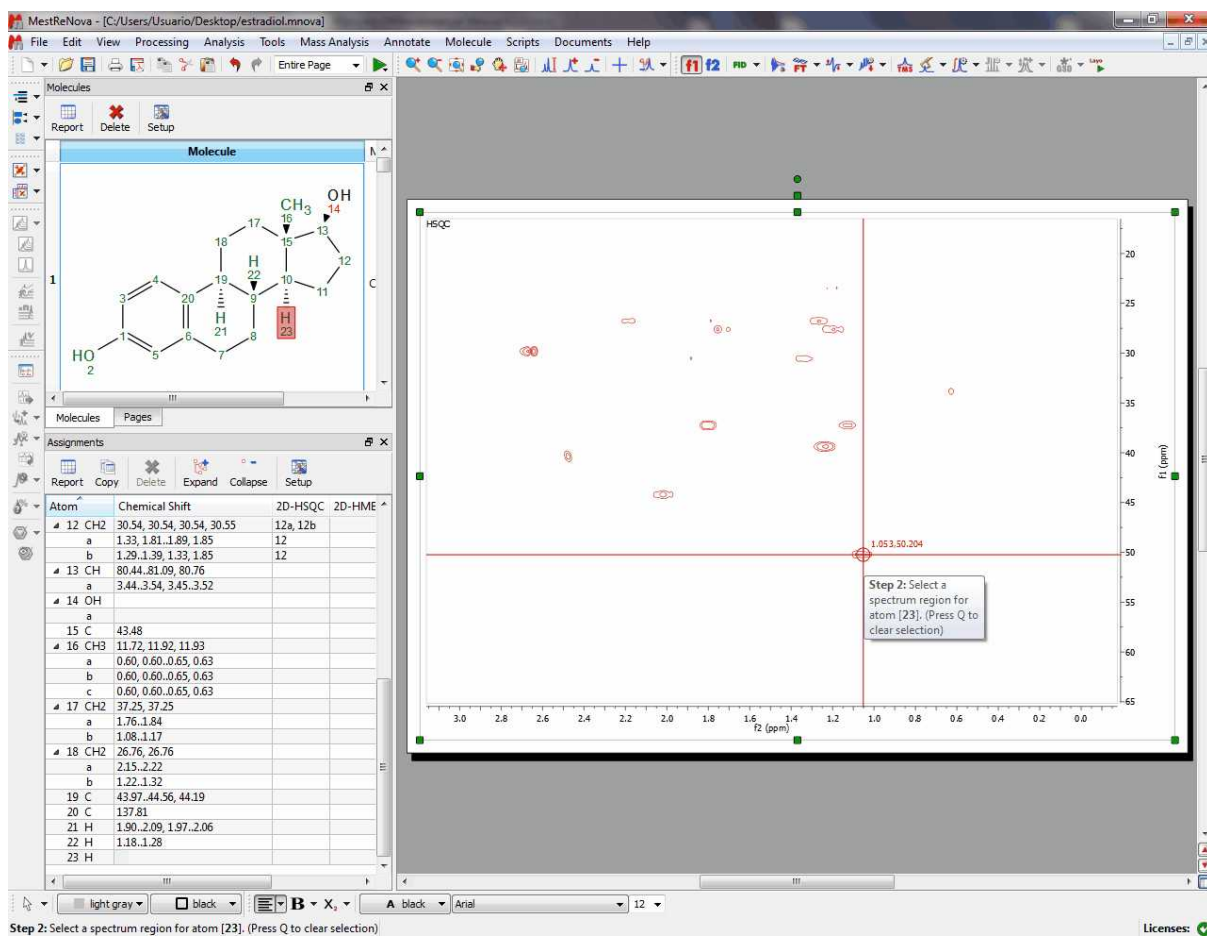 MestReNova - [C:/Users/Usuario/Desktop/estradiol.mnova]
File Edit View Processing Analysis Tools Mass Analysis Annotate Molecule Scripts Documents Help
Entire Page
f1 f2 FID FT
Molecules
Report Delete Setup
Molecule
1
OH
14
CH3
16
17
13
15
18
12
H
22
19
10
4
9
11
3
20
H
21
H
23
8
1
6
HO
2
5
7
Molecules Pages
Assignments
Report Copy Delete Expand Collapse Setup
Atom Chemical Shift 2D-HSQC 2D-HME
12 CH2 30.54, 30.54, 30.54, 30.55 12a, 12b
a 1.33, 1.81..1.89, 1.85 12
b 1.29..1.39, 1.33, 1.85 12
13 CH 80.44..81.09, 80.76
a 3.44..3.54, 3.45..3.52
14 OH
a
15 C 43.48
16 CH3 11.72, 11.92, 11.93
a 0.60, 0.60..0.65, 0.63
b 0.60, 0.60..0.65, 0.63
c 0.60, 0.60..0.65, 0.63
17 CH2 37.25, 37.25
a 1.76..1.84
b 1.08..1.17
18 CH2 26.76, 26.76
a 2.15..2.22
b 1.22..1.32
19 C 43.97..44.56, 44.19
20 C 137.81
21 H 1.90..2.09, 1.97..2.06
22 H 1.18..1.28
23 H
HSQC
20
25
30
35
40
45
50
55
60
65
f1 (ppm)
1.053,50.204
Step 2: Select a
spectrum region for
atom [23]. (Press Q to
clear selection)
3.0 2.8 2.6 2.4 2.2 2.0 1.8 1.6 1.4 1.2 1.0 0.8 0.6 0.4 0.2 0.0
f2 (ppm)
light gray black B X2 A black Arial 12
Step 2: Select a spectrum region for atom [23]. (Press Q to clear selection) Licenses: